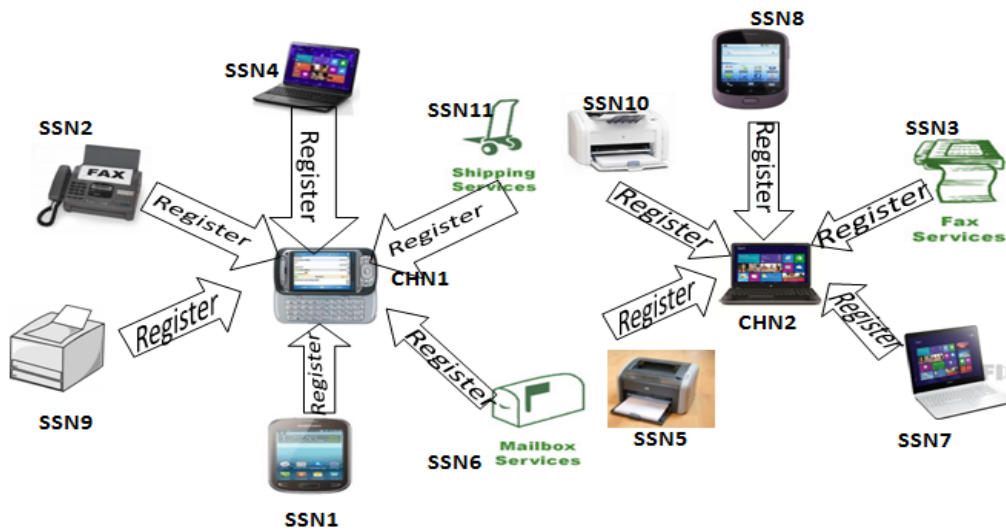 SSN8
SSN4
SSN11
SSN10
SSN2
SSN3
FAX
Register
Shipping
Services
Register
Register
Register
Register
Register
Register
Fax
Services
CHN1
Register
Register
CHN2
Register
Register
Register
SSN9
SSN5
SSN7
SSN6
Mailbox
Services
SSN1